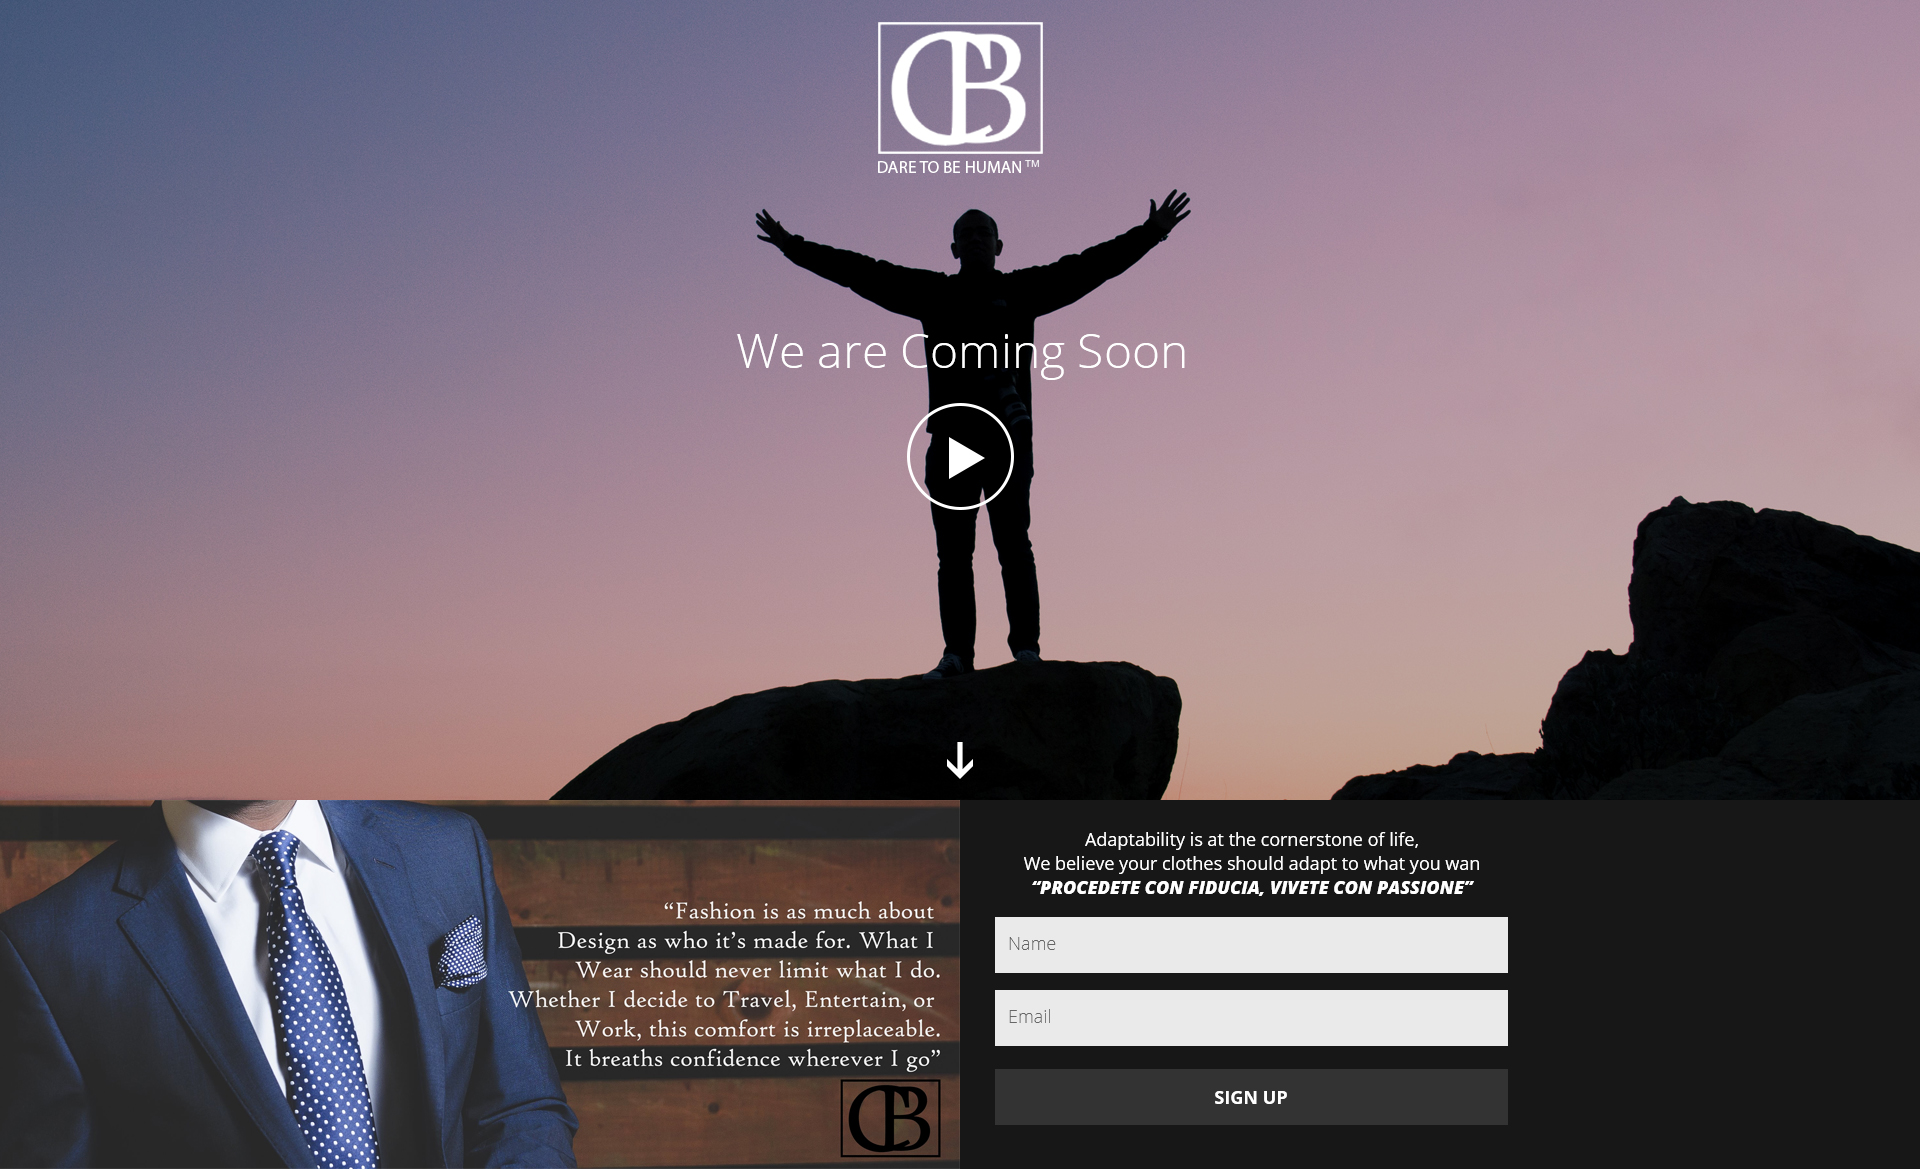 CB
DARE TO BE HUMAN™
We are Coming Soon
“Fashion is as much about
Design as who it’s made for. What I
Wear should never limit what I do.
Whether I decide to Travel, Entertain, or
Work, this comfort is irreplaceable.
It breaths confidence wherever I go”
CB
Adaptability is at the cornerstone of life,
We believe your clothes should adapt to what you wan
“PROCEDETE CON FIDUCIA, VIVETE CON PASSIONE”
Name
Email
SIGN UP